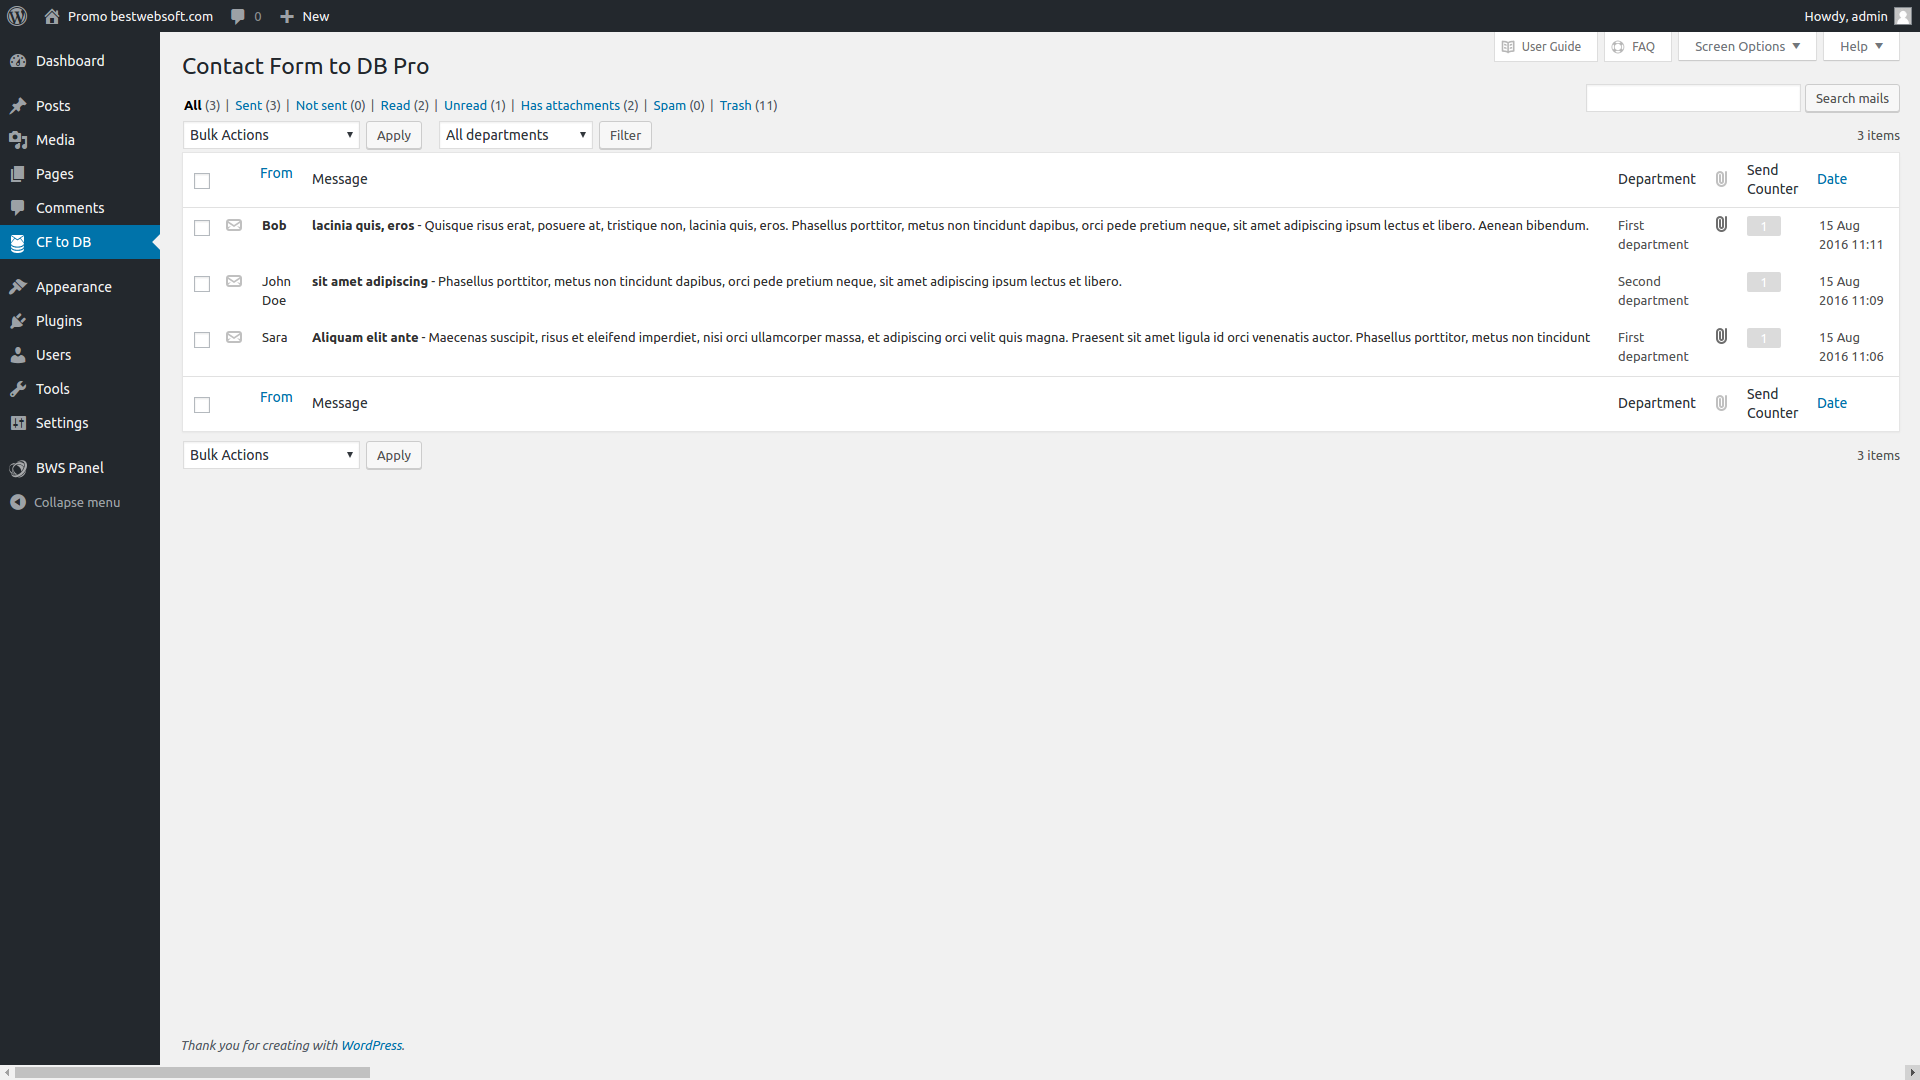 Promo bestwebsoft.com 0 New Howdy, admin
Dashboard
Posts
Media
Pages
Comments
CF to DB
Appearance
Plugins
Users
Tools
Settings
BWS Panel
Collapse menu
User Guide FAQ Screen Options Help
Contact Form to DB Pro
All (3) | Sent (3) | Not sent (0) | Read (2) | Unread (1) | Has attachments (2) | Spam (0) | Trash (11)
Search mails
Bulk Actions Apply All departments Filter 3 items
From Message Department Send Counter Date
Bob lacinia quis, eros - Quisque risus erat, posuere at, tristique non, lacinia quis, eros. Phasellus porttitor, metus non tincidunt dapibus, orci pede pretium neque, sit amet adipiscing ipsum lectus et libero. Aenean bibendum. First department 1 15 Aug 2016 11:11
John Doe sit amet adipiscing - Phasellus porttitor, metus non tincidunt dapibus, orci pede pretium neque, sit amet adipiscing ipsum lectus et libero. Second department 1 15 Aug 2016 11:09
Sara Aliquam elit ante - Maecenas suscipit, risus et eleifend imperdiet, nisi orci ullamcorper massa, et adipiscing orci velit quis magna. Praesent sit amet ligula id orci venenatis auctor. Phasellus porttitor, metus non tincidunt First department 1 15 Aug 2016 11:06
From Message Department Send Counter Date
Bulk Actions Apply 3 items
Thank you for creating with WordPress.